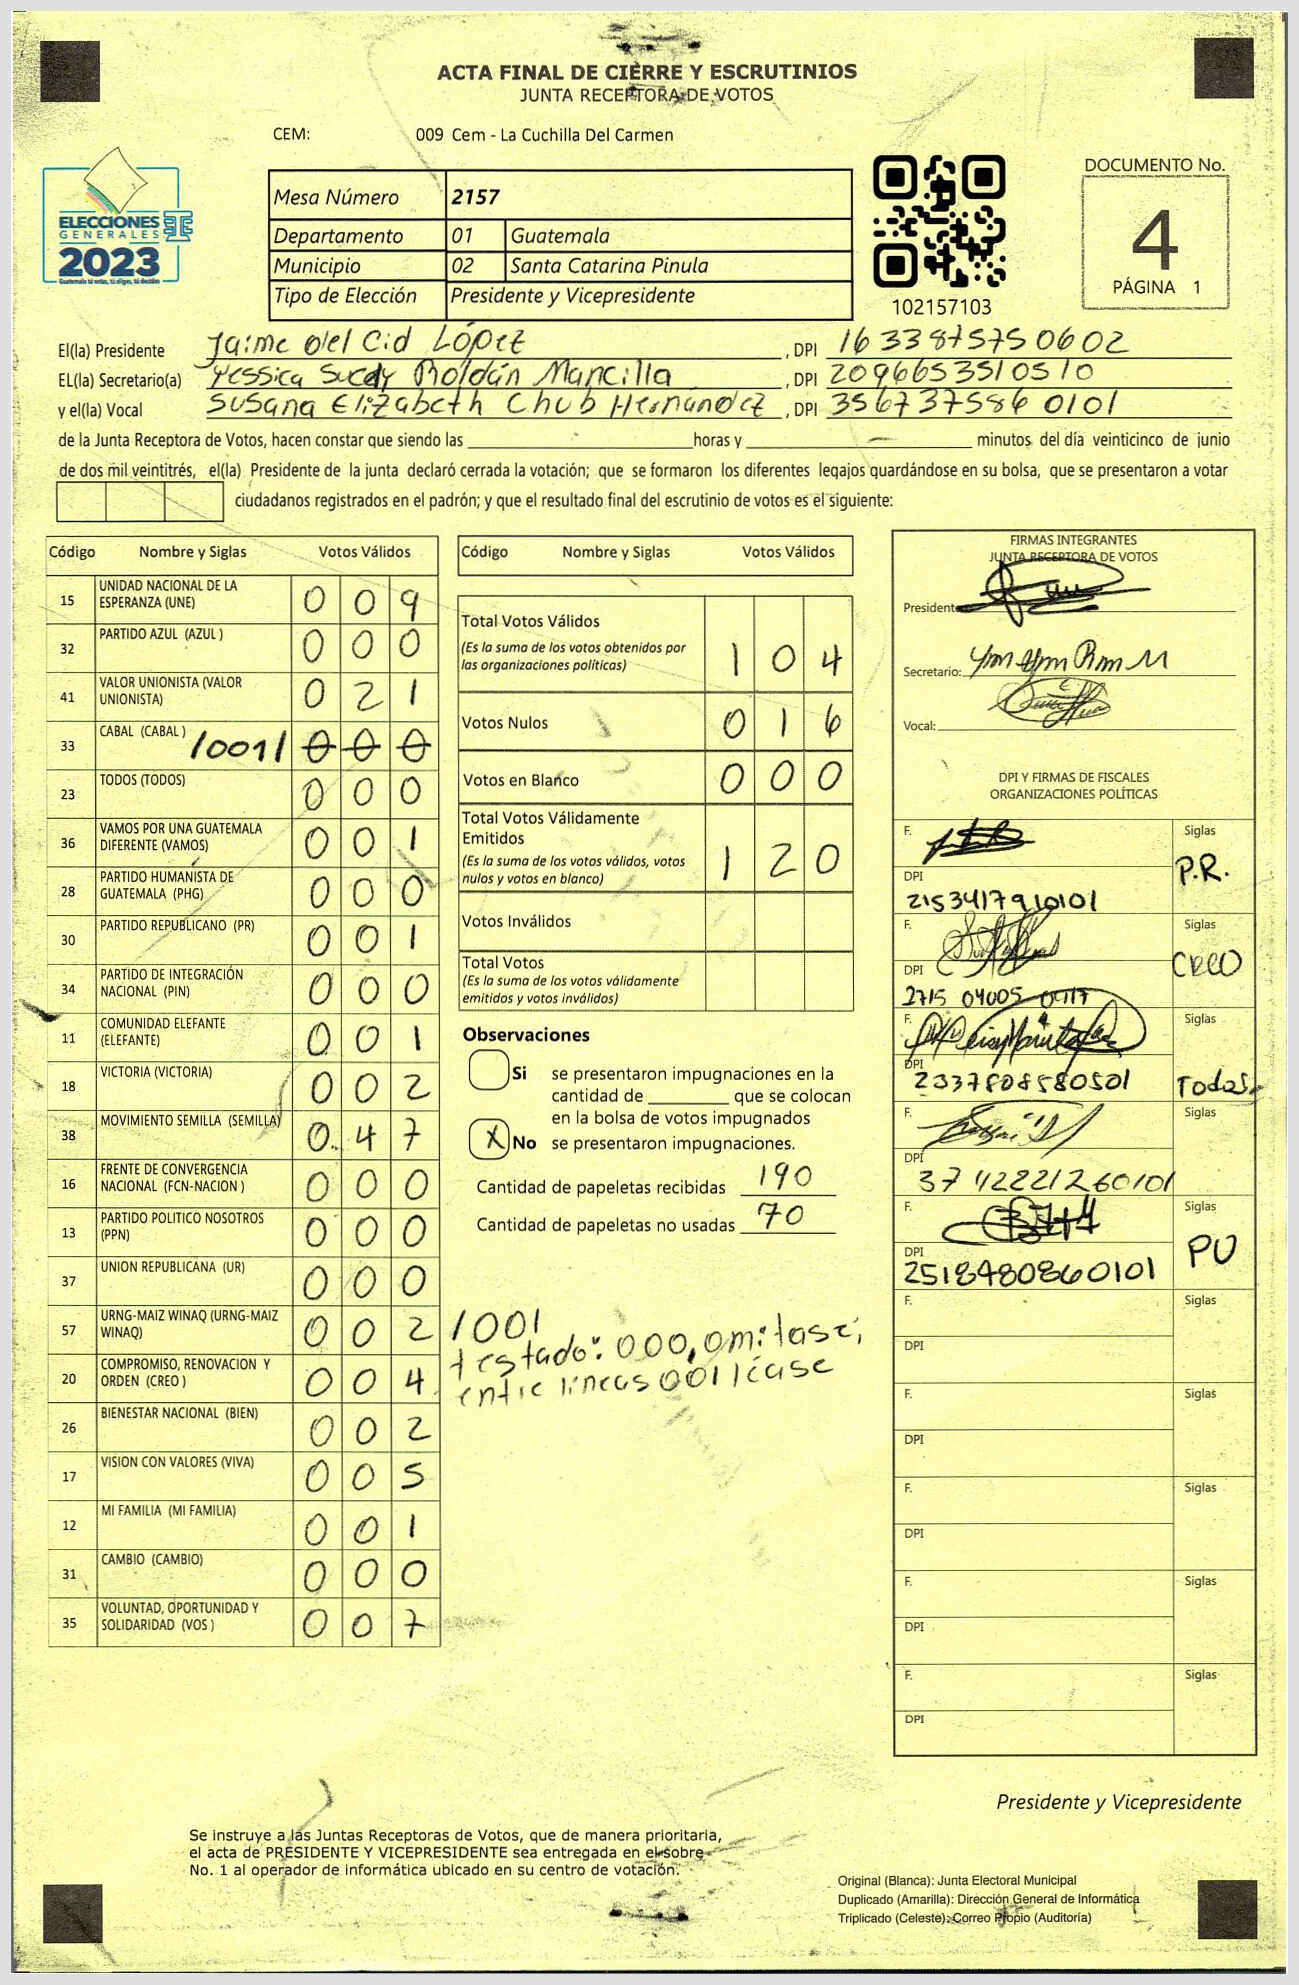 ACTA FINAL DE CIERRE Y ESCRUTINIOS
JUNTA RECEPTORA DE VOTOS
CEM: 009 Cem - La Cuchilla Del Carmen
ELECCIONES
GENERALES
2023
Mesa Número 2157
Departamento 01 Guatemala
Municipio 02 Santa Catarina Pinula
Tipo de Elección Presidente y Vicepresidente
102157103
DOCUMENTO No.
4
PÁGINA 1
El(la) Presidente Jaime del Cid López, DPI 1633875750602
EL(la) Secretario(a) Yessica Sucdy Roldán Mancilla, DPI 2096653510510
y el(la) Vocal Susana Elizabeth Chub Hernandez, DPI 3567375860101
de la Junta Receptora de Votos, hacen constar que siendo las horas y minutos del día veinticinco de junio
de dos mil veintitrés, el(la) Presidente de la junta declaró cerrada la votación; que se formaron los diferentes legajos guardándose en su bolsa, que se presentaron a votar
ciudadanos registrados en el padrón; y que el resultado final del escrutinio de votos es el siguiente:
Código Nombre y Siglas Votos Válidos
15 UNIDAD NACIONAL DE LA ESPERANZA (UNE) 0 0 9
32 PARTIDO AZUL (AZUL ) 0 0 0
41 VALOR UNIONISTA (VALOR UNIONISTA) 0 2 1
33 CABAL (CABAL ) /001/ 0 0 0
23 TODOS (TODOS) 0 0 0
36 VAMOS POR UNA GUATEMALA DIFERENTE (VAMOS) 0 0 1
28 PARTIDO HUMANISTA DE GUATEMALA (PHG) 0 0 0
30 PARTIDO REPUBLICANO (PR) 0 0 1
34 PARTIDO DE INTEGRACIÓN NACIONAL (PIN) 0 0 0
11 COMUNIDAD ELEFANTE (ELEFANTE) 0 0 1
18 VICTORIA (VICTORIA) 0 0 2
38 MOVIMIENTO SEMILLA (SEMILLA) 0 4 7
16 FRENTE DE CONVERGENCIA NACIONAL (FCN-NACION ) 0 0 0
13 PARTIDO POLITICO NOSOTROS (PPN) 0 0 0
37 UNION REPUBLICANA (UR) 0 0 0
57 URNG-MAIZ WINAQ (URNG-MAIZ WINAQ) 0 0 2
20 COMPROMISO, RENOVACION Y ORDEN (CREO ) 0 0 4
26 BIENESTAR NACIONAL (BIEN) 0 0 2
17 VISION CON VALORES (VIVA) 0 0 5
12 MI FAMILIA (MI FAMILIA) 0 0 1
31 CAMBIO (CAMBIO) 0 0 0
35 VOLUNTAD, OPORTUNIDAD Y SOLIDARIDAD (VOS ) 0 0 7
Código Nombre y Siglas Votos Válidos
Total Votos Válidos 1 0 4
(Es la suma de los votos obtenidos por
las organizaciones políticas)
Votos Nulos 0 1 6
Votos en Blanco 0 0 0
Total Votos Válidamente
Emitidos 1 2 0
(Es la suma de los votos válidos, votos
nulos y votos en blanco)
Votos Inválidos
Total Votos
(Es la suma de los votos válidamente
emitidos y votos inválidos)
Observaciones
Si se presentaron impugnaciones en la
cantidad de que se colocan
en la bolsa de votos impugnados
X No se presentaron impugnaciones.
Cantidad de papeletas recibidas 190
Cantidad de papeletas no usadas 70
/001
testado: 000, omitase,
entre líneas 001 léase
FIRMAS INTEGRANTES
JUNTA RECEPTORA DE VOTOS
Presidente:
Secretario:
Vocal:
DPI Y FIRMAS DE FISCALES
ORGANIZACIONES POLÍTICAS
F. Siglas P.R.
DPI 2153417910101
F. Siglas CREO
DPI 2715 04005 0417
F. Siglas Todos
DPI 2337808580501
F. Siglas
DPI 3742221260101
F. Siglas PU
DPI 2518480860101
F. Siglas
DPI
F. Siglas
DPI
F. Siglas
DPI
F. Siglas
DPI
F. Siglas
DPI
Presidente y Vicepresidente
Se instruye a las Juntas Receptoras de Votos, que de manera prioritaria,
el acta de PRESIDENTE Y VICEPRESIDENTE sea entregada en el sobre
No. 1 al operador de informática ubicado en su centro de votación.
Original (Blanca): Junta Electoral Municipal
Duplicado (Amarilla): Dirección General de Informática
Triplicado (Celeste): Correo Propio (Auditoría)